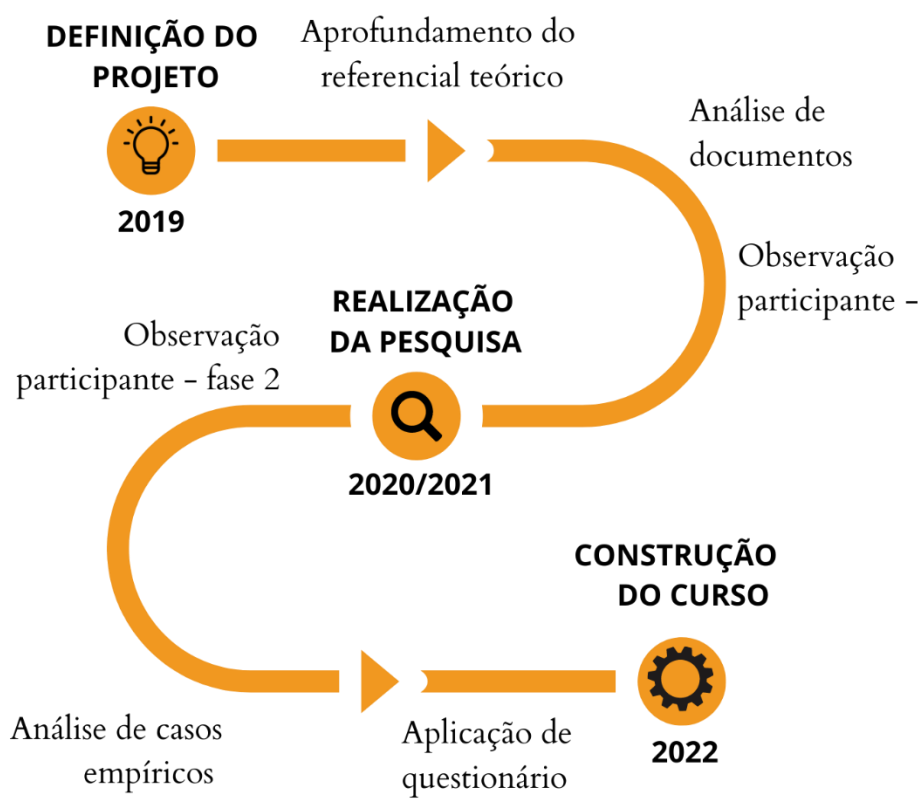 DEFINIÇÃO DO
PROJETO
2019
Aprofundamento do
referencial teórico
Análise de
documentos
Observação
participante -
REALIZAÇÃO
DA PESQUISA
2020/2021
Observação
participante - fase 2
Análise de casos
empíricos
Aplicação de
questionário
CONSTRUÇÃO
DO CURSO
2022